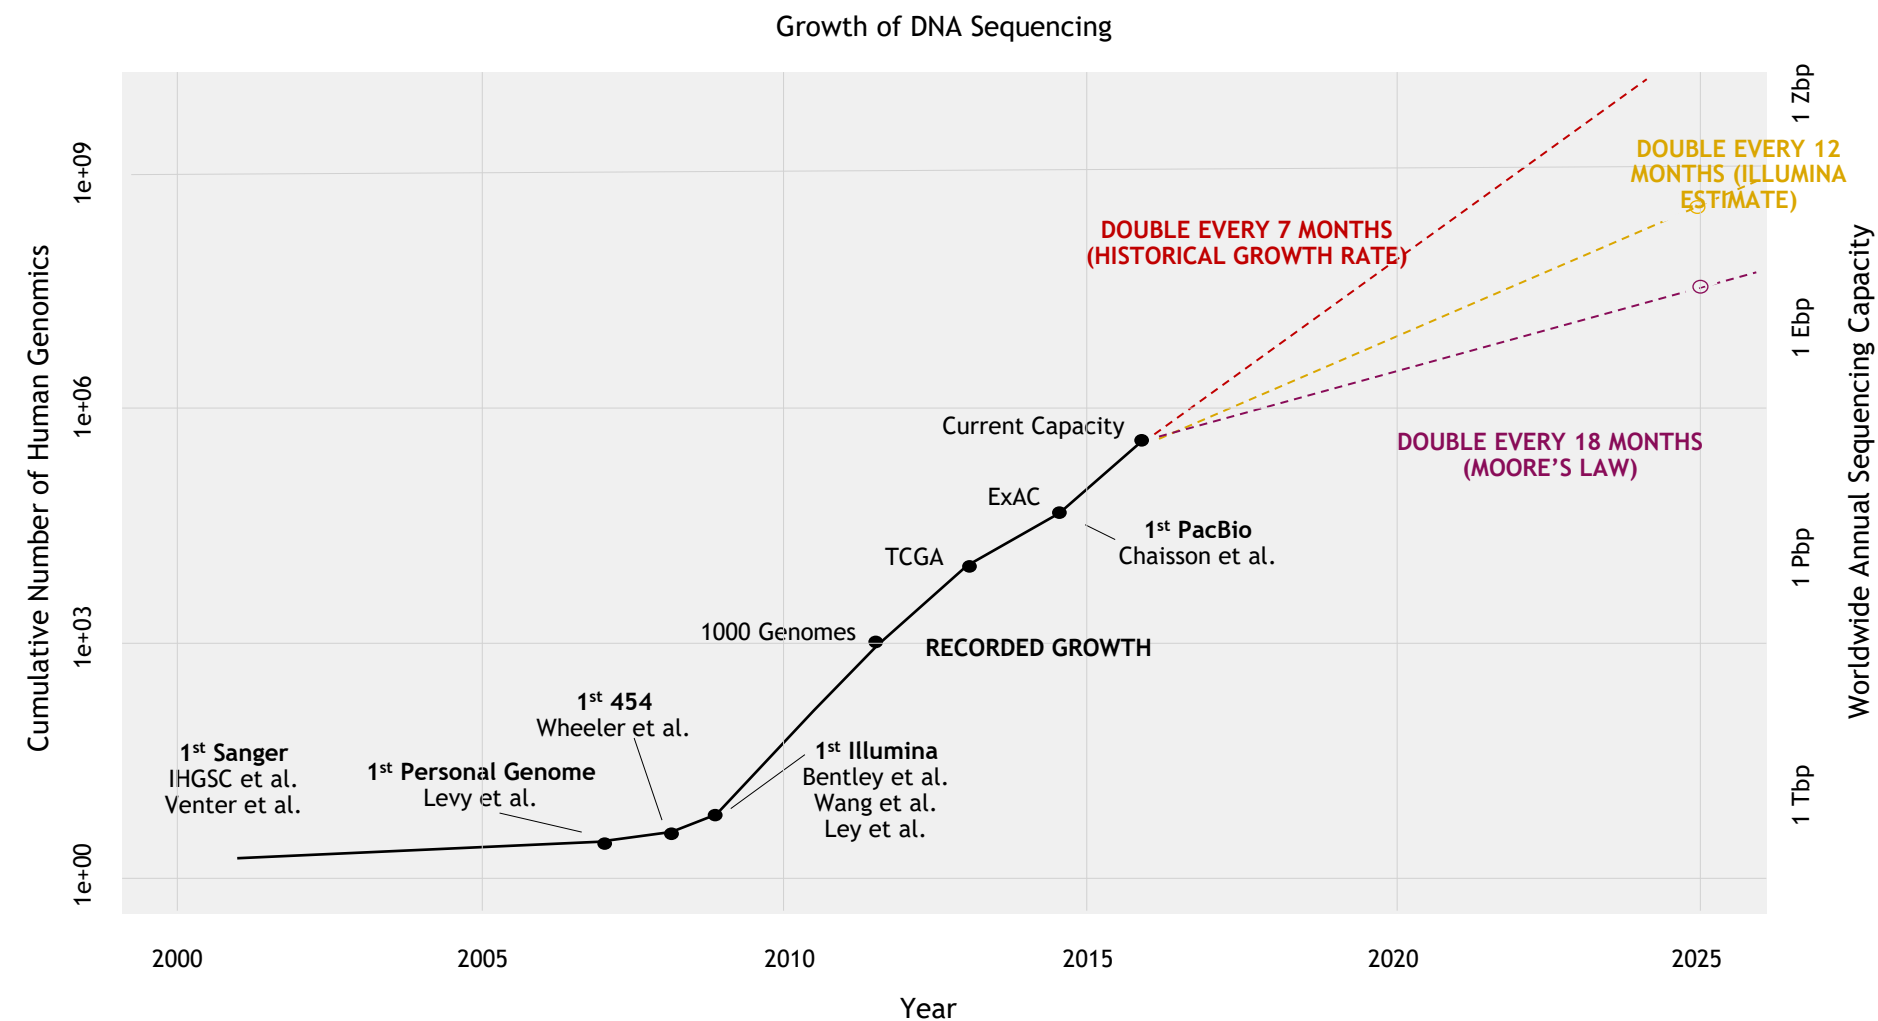 Growth of DNA Sequencing
Cumulative Number of Human Genomics
1e+09
1e+06
1e+03
1e+00
1 Zbp
1 Ebp
1 Pbp
1 Tbp
Worldwide Annual Sequencing Capacity
DOUBLE EVERY 12
MONTHS (ILLUMINA
ESTIMATE)
DOUBLE EVERY 7 MONTHS
(HISTORICAL GROWTH RATE)
DOUBLE EVERY 18 MONTHS
(MOORE’S LAW)
Current Capacity
ExAC
1st PacBio
Chaisson et al.
TCGA
1000 Genomes
RECORDED GROWTH
1st 454
Wheeler et al.
1st Sanger
IHGSC et al.
Venter et al.
1st Personal Genome
Levy et al.
1st Illumina
Bentley et al.
Wang et al.
Ley et al.
2000
2005
2010
2015
2020
2025
Year